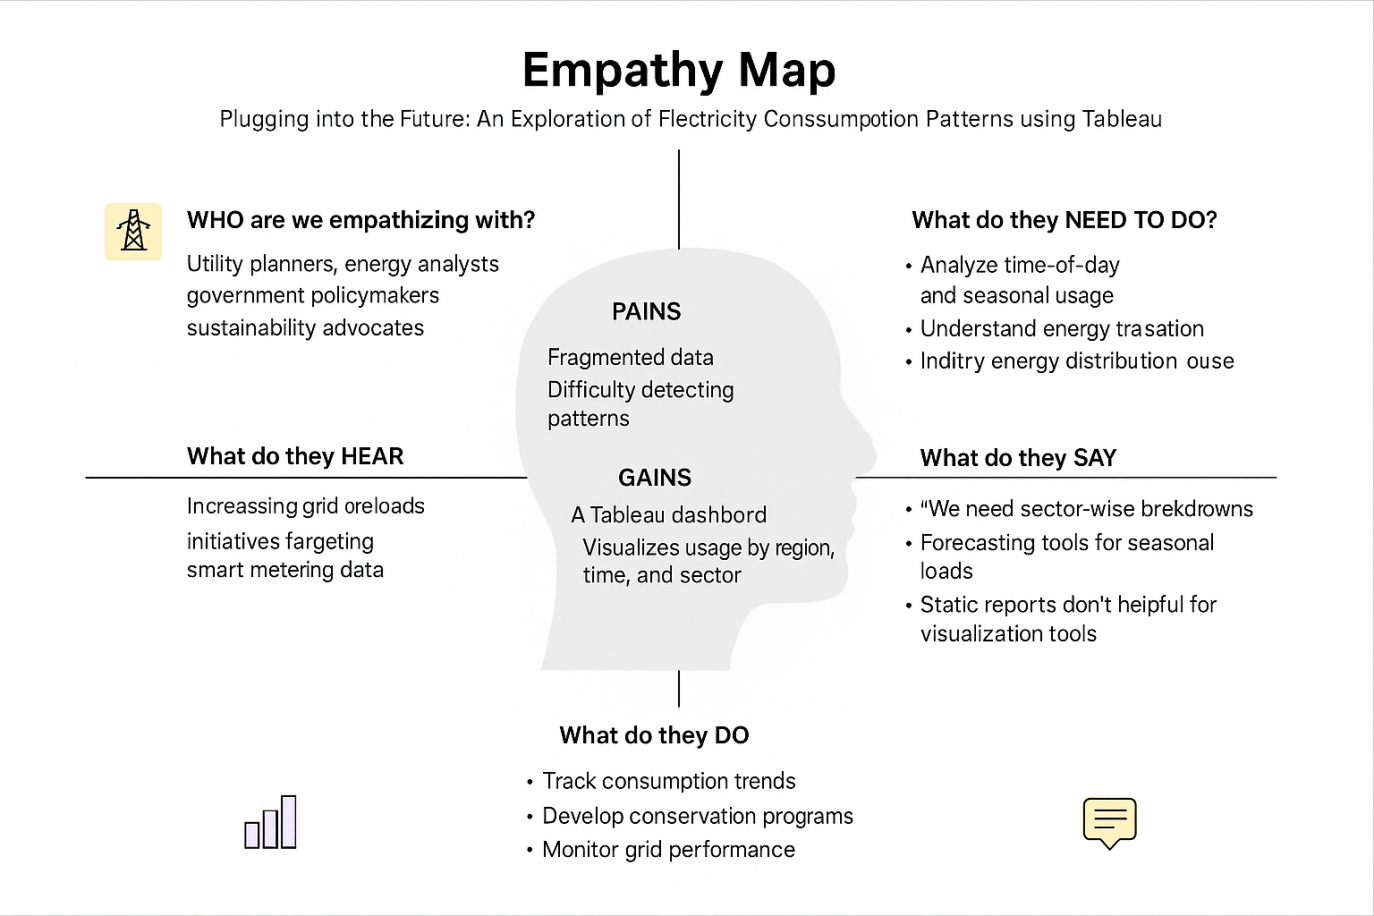 Empathy Map
Plugging into the Future: An Exploration of Flectricity Conssumpotion Patterns using Tableau
WHO are we empathizing with?
Utility planners, energy analysts
government policymakers
sustainability advocates
What do they NEED TO DO?
• Analyze time-of-day
and seasonal usage
• Understand energy trasation
• Inditry energy distribution ouse
PAINS
Fragmented data
Difficulty detecting
patterns
GAINS
A Tableau dashbord
Visualizes usage by region,
time, and sector
What do they HEAR
Increassing grid oreloads
initiatives fargeting
smart metering data
What do they SAY
• “We need sector-wise brekdrowns
• Forecasting tools for seasonal
loads
• Static reports don't heipful for
visualization tools
What do they DO
• Track consumption trends
• Develop conservation programs
• Monitor grid performance